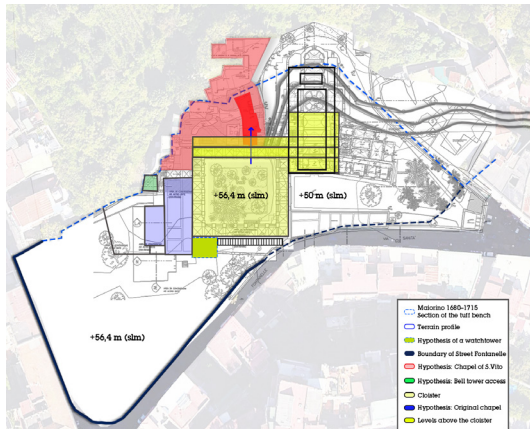 +56,4 m (slm)
+50 m (slm)
+56,4 m (slm)
Maiorino 1680-1715
Section of the tuff bench
Terrain profile
Hypothesis of a watchtower
Boundary of Street Fontanelle
Hypothesis: Chapel of S.Vito
Hypothesis: Bell tower access
Cloister
Hypothesis: Original chapel
Levels above the cloister